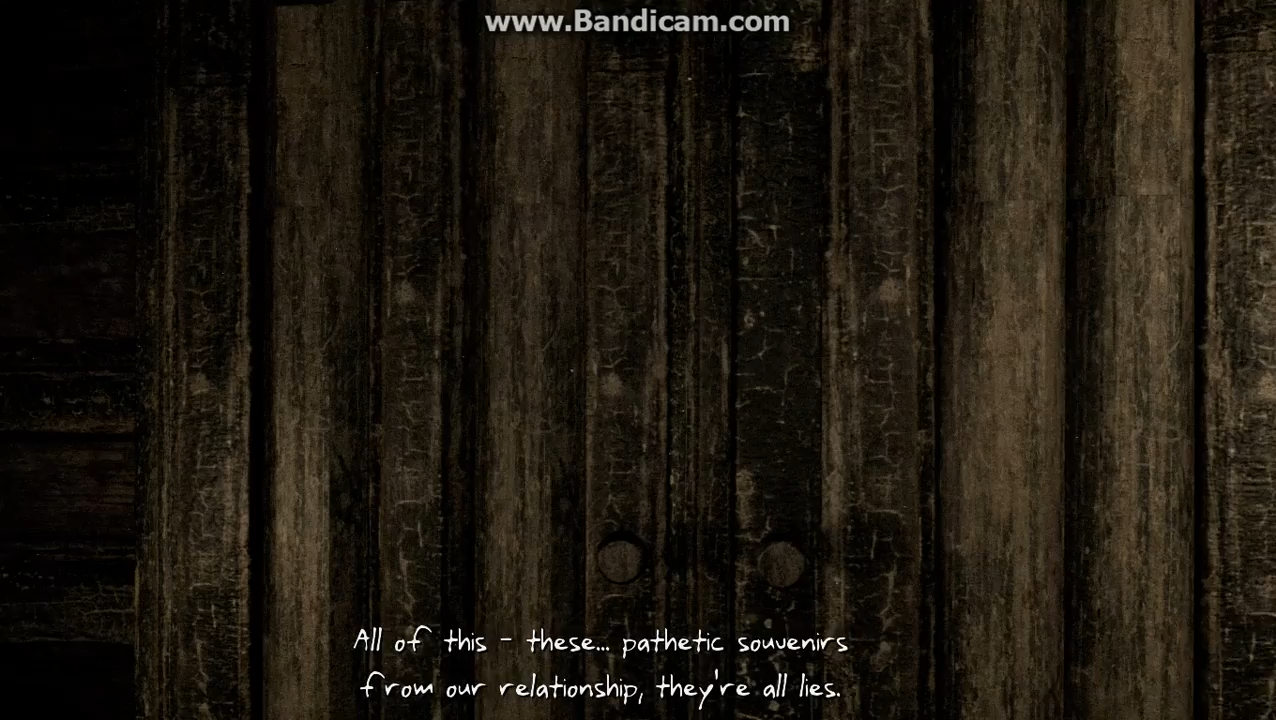 www.Bandicam.com
All of this - these... pathetic souvenirs
from our relationship, they're all lies.